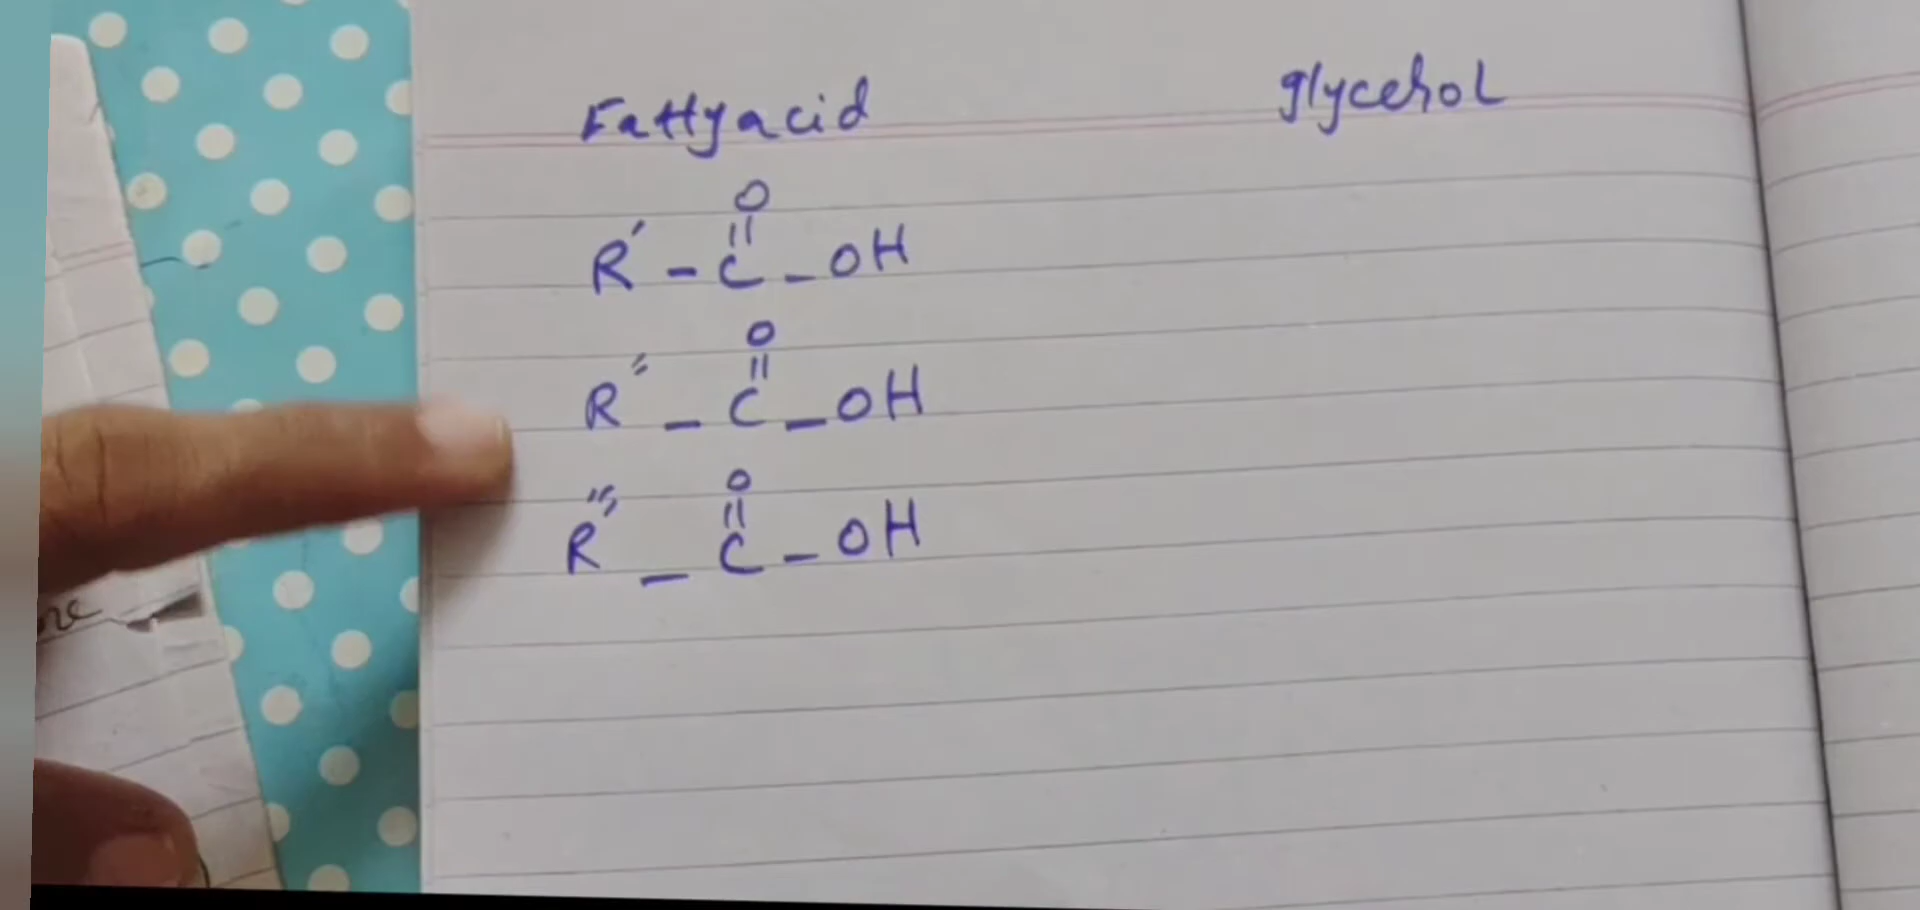 Fattyacid glycerol
O
||
R' - C - OH
O
||
R'' - C - OH
O
||
R''' - C - OH